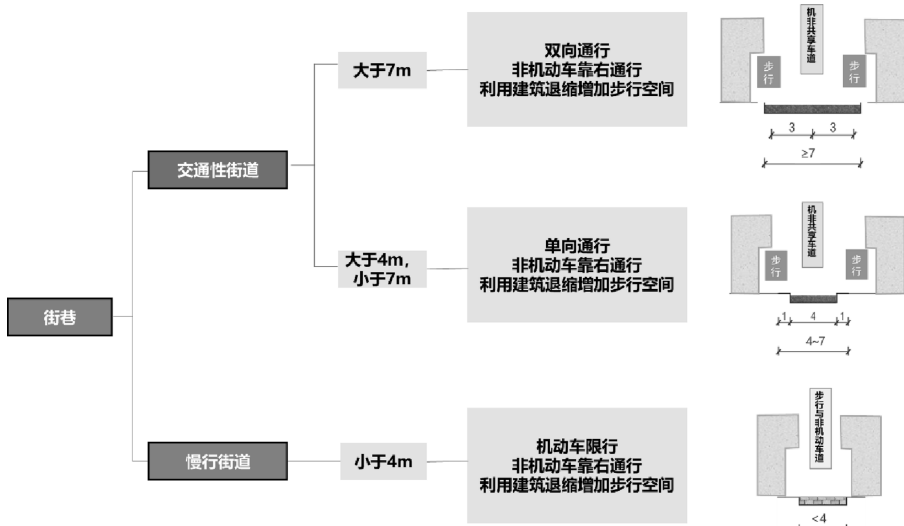 街巷
交通性街道
大于7m
双向通行
非机动车靠右通行
利用建筑退缩增加步行空间
机非共享车道
步行
步行
3
3
≥7
大于4m，
小于7m
单向通行
非机动车靠右通行
利用建筑退缩增加步行空间
机非共享车道
步行
步行
1
4
1
4~7
慢行街道
小于4m
机动车限行
非机动车靠右通行
利用建筑退缩增加步行空间
步行与非机动车道
<4